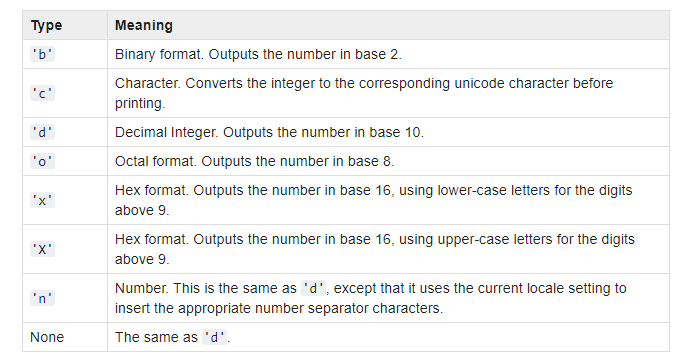 Type Meaning
'b' Binary format. Outputs the number in base 2.
'c' Character. Converts the integer to the corresponding unicode character before
printing.
'd' Decimal Integer. Outputs the number in base 10.
'o' Octal format. Outputs the number in base 8.
'x' Hex format. Outputs the number in base 16, using lower-case letters for the digits
above 9.
'X' Hex format. Outputs the number in base 16, using upper-case letters for the digits
above 9.
'n' Number. This is the same as 'd', except that it uses the current locale setting to
insert the appropriate number separator characters.
None The same as 'd'.